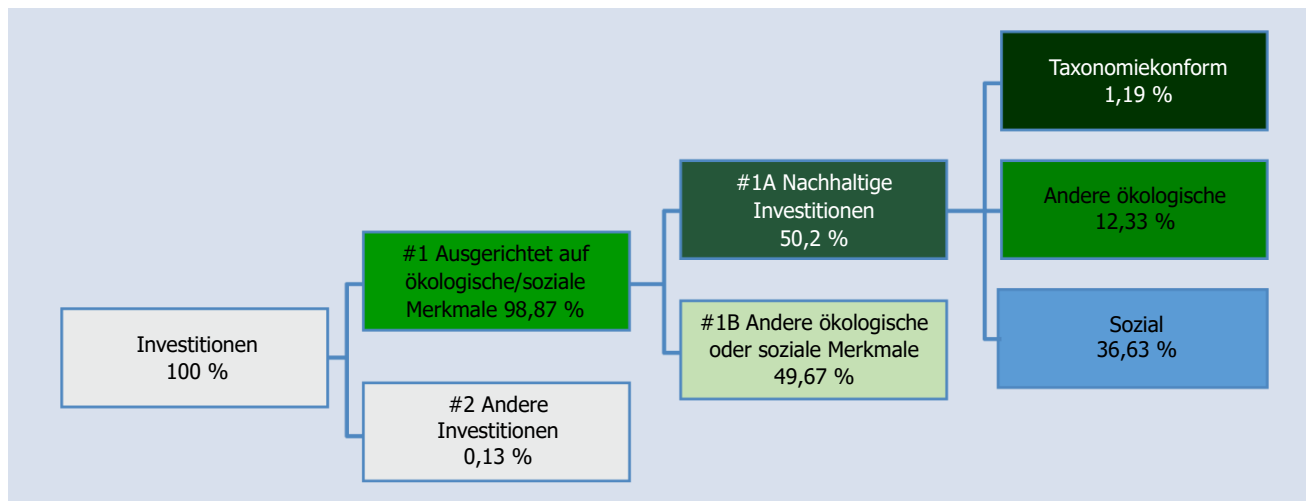 Investitionen
100 %
#1 Ausgerichtet auf
ökologische/soziale
Merkmale 98,87 %
#2 Andere
Investitionen
0,13 %
#1A Nachhaltige
Investitionen
50,2 %
#1B Andere ökologische
oder soziale Merkmale
49,67 %
Taxonomiekonform
1,19 %
Andere ökologische
12,33 %
Sozial
36,63 %